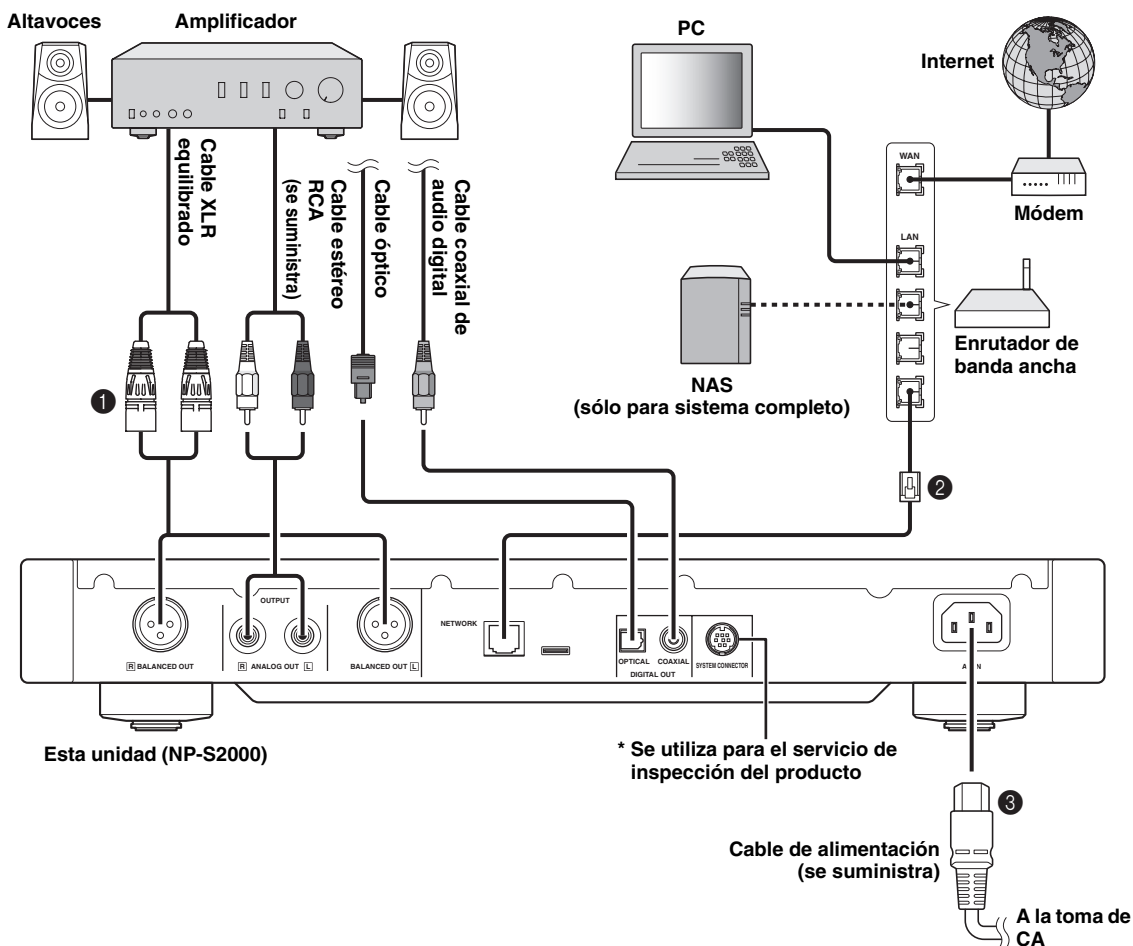 Altavoces
Amplificador
PC
Internet
WAN
LAN
Módem
Enrutador de
banda ancha
NAS
(sólo para sistema completo)
Cable XLR
equilibrado
Cable estéreo
RCA
(se suministra)
Cable óptico
Cable coaxial de
audio digital
1
2
OUTPUT
R BALANCED OUT
R ANALOG OUT L
BALANCED OUT L
NETWORK
OPTICAL COAXIAL
DIGITAL OUT
SYSTEM CONNECTOR
Esta unidad (NP-S2000)
* Se utiliza para el servicio de
inspección del producto
3
Cable de alimentación
(se suministra)
A la toma de
CA